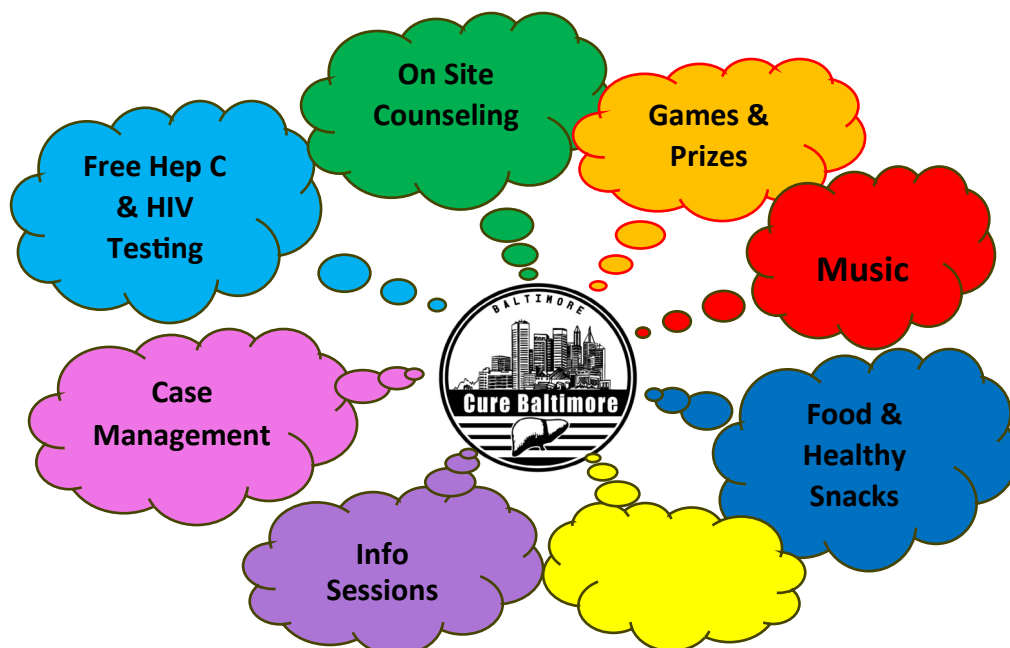 On Site
Counseling
Games &
Prizes
Free Hep C
& HIV
Testing
Music
BALTIMORE
Cure Baltimore
Case
Management
Food &
Healthy
Snacks
Info
Sessions